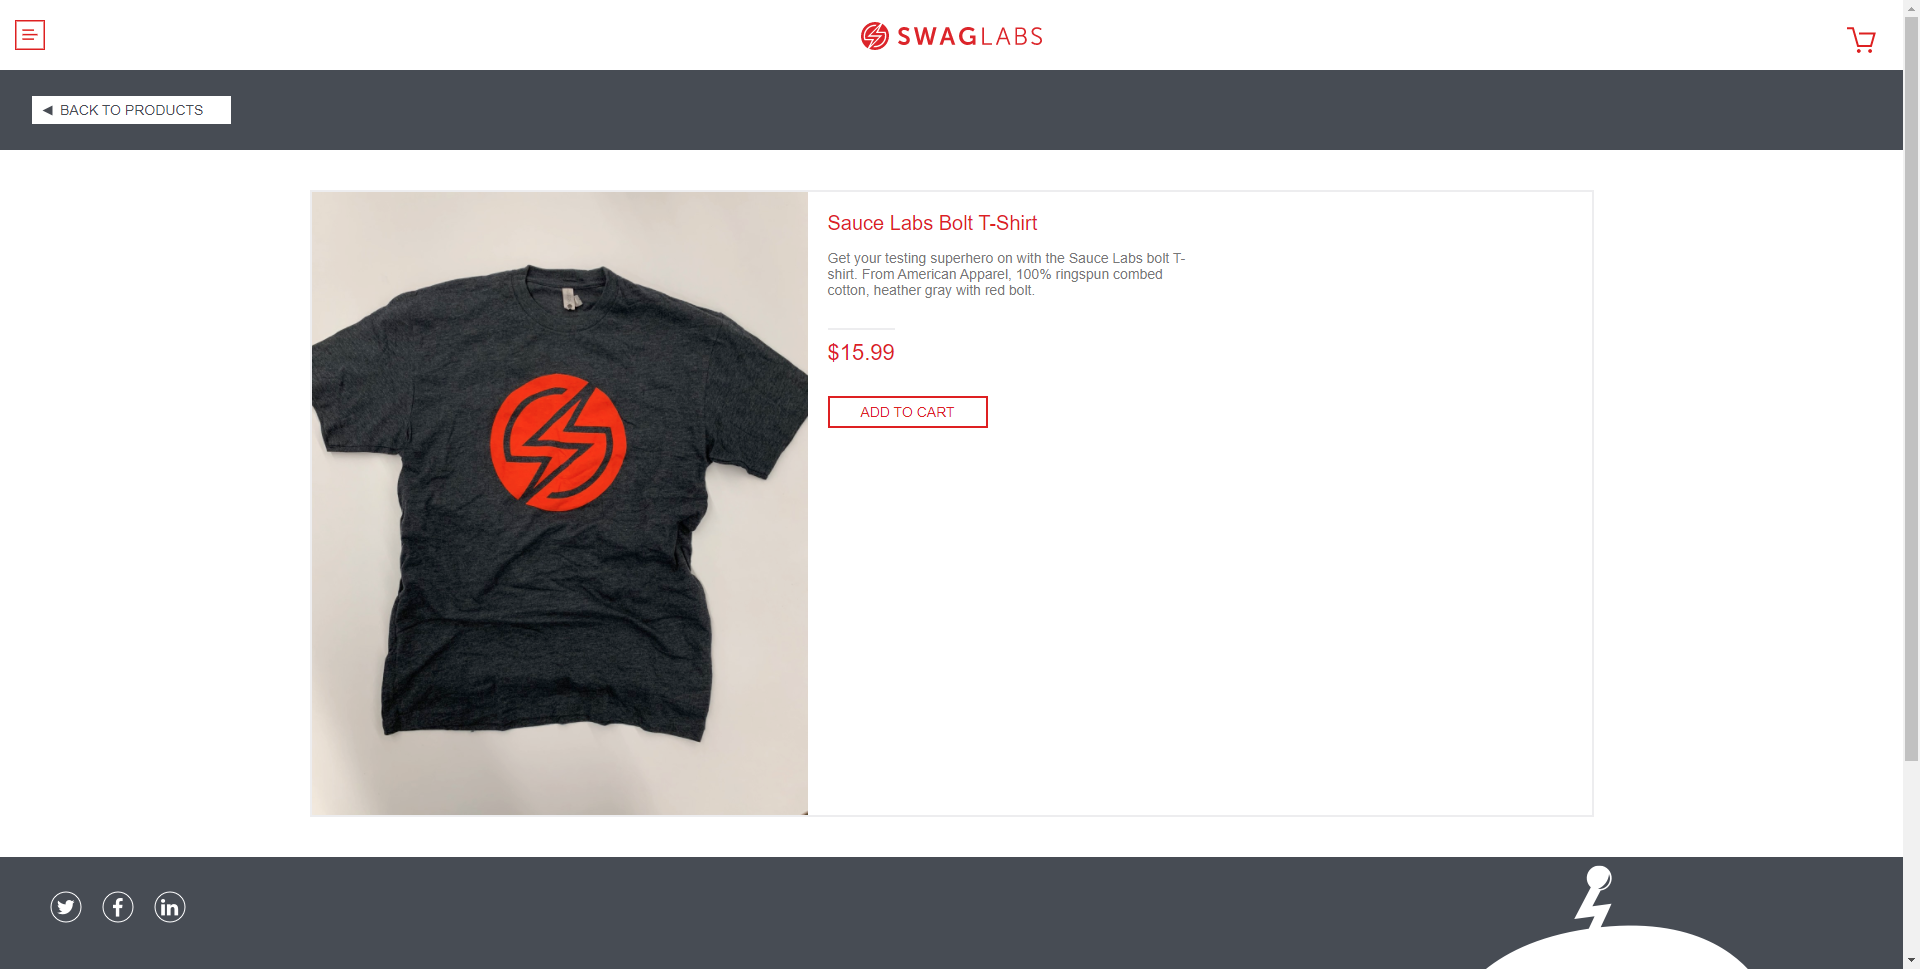 SWAGLABS
◄ BACK TO PRODUCTS
Sauce Labs Bolt T-Shirt
Get your testing superhero on with the Sauce Labs bolt T-
shirt. From American Apparel, 100% ringspun combed
cotton, heather gray with red bolt.
$15.99
ADD TO CART